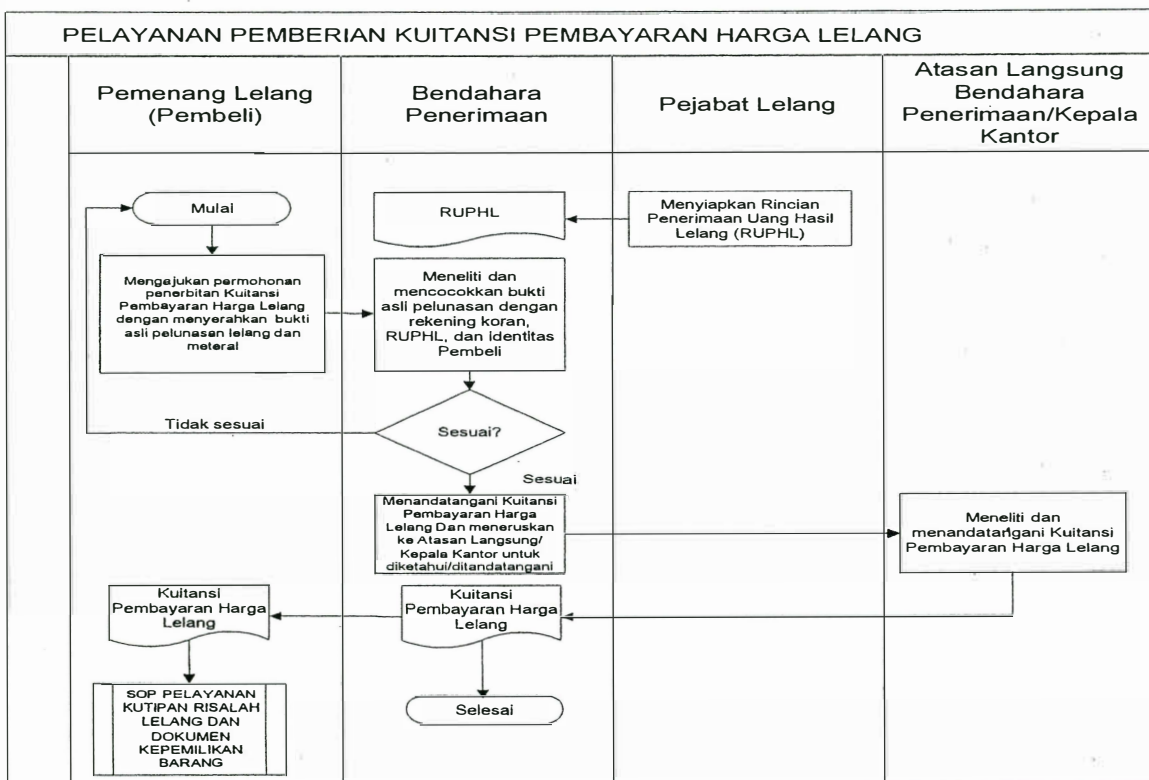 PELAYANAN PEMBERIAN KUITANSI PEMBAYARAN HARGA LELANG
Pemenang Lelang
(Pembeli)
Bendahara
Penerimaan
Pejabat Lelang
Atasan Langsung
Bendahara
Penerimaan/Kepala
Kantor
Mulai
RUPHL
Menyiapkan Rincian
Penerimaan Uang Hasil
Lelang (RUPHL)
Mengajukan permohonan
penerbitan Kuitansi
Pembayaran Harga Lelang
dengan menyerahkan bukti
asli pelunasan lelang dan
meterai
Meneliti dan
mencocokkan bukti
asli pelunasan dengan
rekening koran,
RUPHL, dan identitas
Pembeli
Tidak sesuai
Sesuai?
Sesuai
Menandatangani Kuitansi
Pembayaran Harga
Lelang Dan meneruskan
ke Atasan Langsung/
Kepala Kantor untuk
diketahui/ditandatangani
Meneliti dan
menandatangani Kuitansi
Pembayaran Harga Lelang
Kuitansi
Pembayaran Harga
Lelang
Kuitansi
Pembayaran Harga
Lelang
SOP PELAYANAN
KUTIPAN RISALAH
LELANG DAN
DOKUMEN
KEPEMILIKAN
BARANG
Selesai